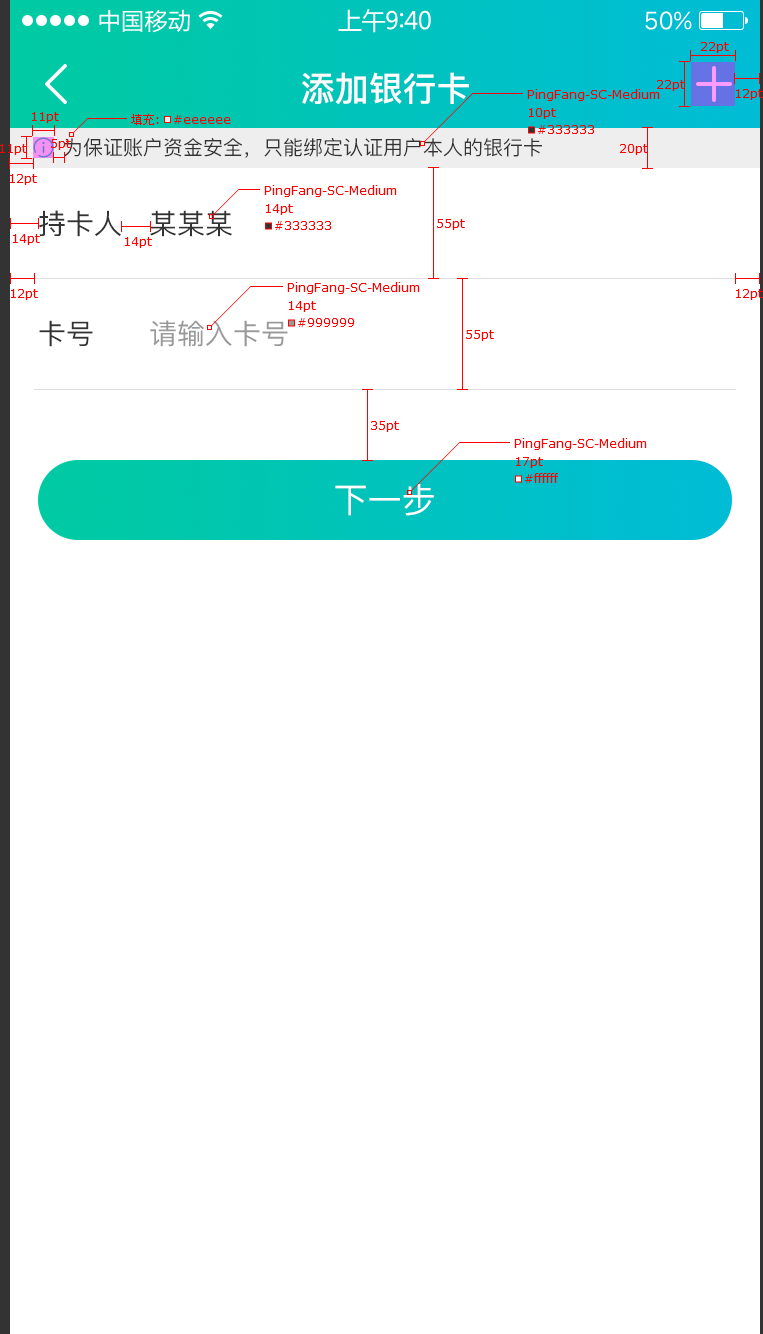 中国移动 上午9:40 50%
22pt
添加银行卡
22pt
12pt
PingFang-SC-Medium
10pt
#333333
11pt
填充: #eeeeee
11pt
5pt
为保证账户资金安全，只能绑定认证用户本人的银行卡
20pt
12pt
PingFang-SC-Medium
14pt
#333333
持卡人 某某某
14pt
14pt
55pt
12pt
12pt
PingFang-SC-Medium
14pt
#999999
卡号 请输入卡号
55pt
35pt
PingFang-SC-Medium
17pt
#ffffff
下一步